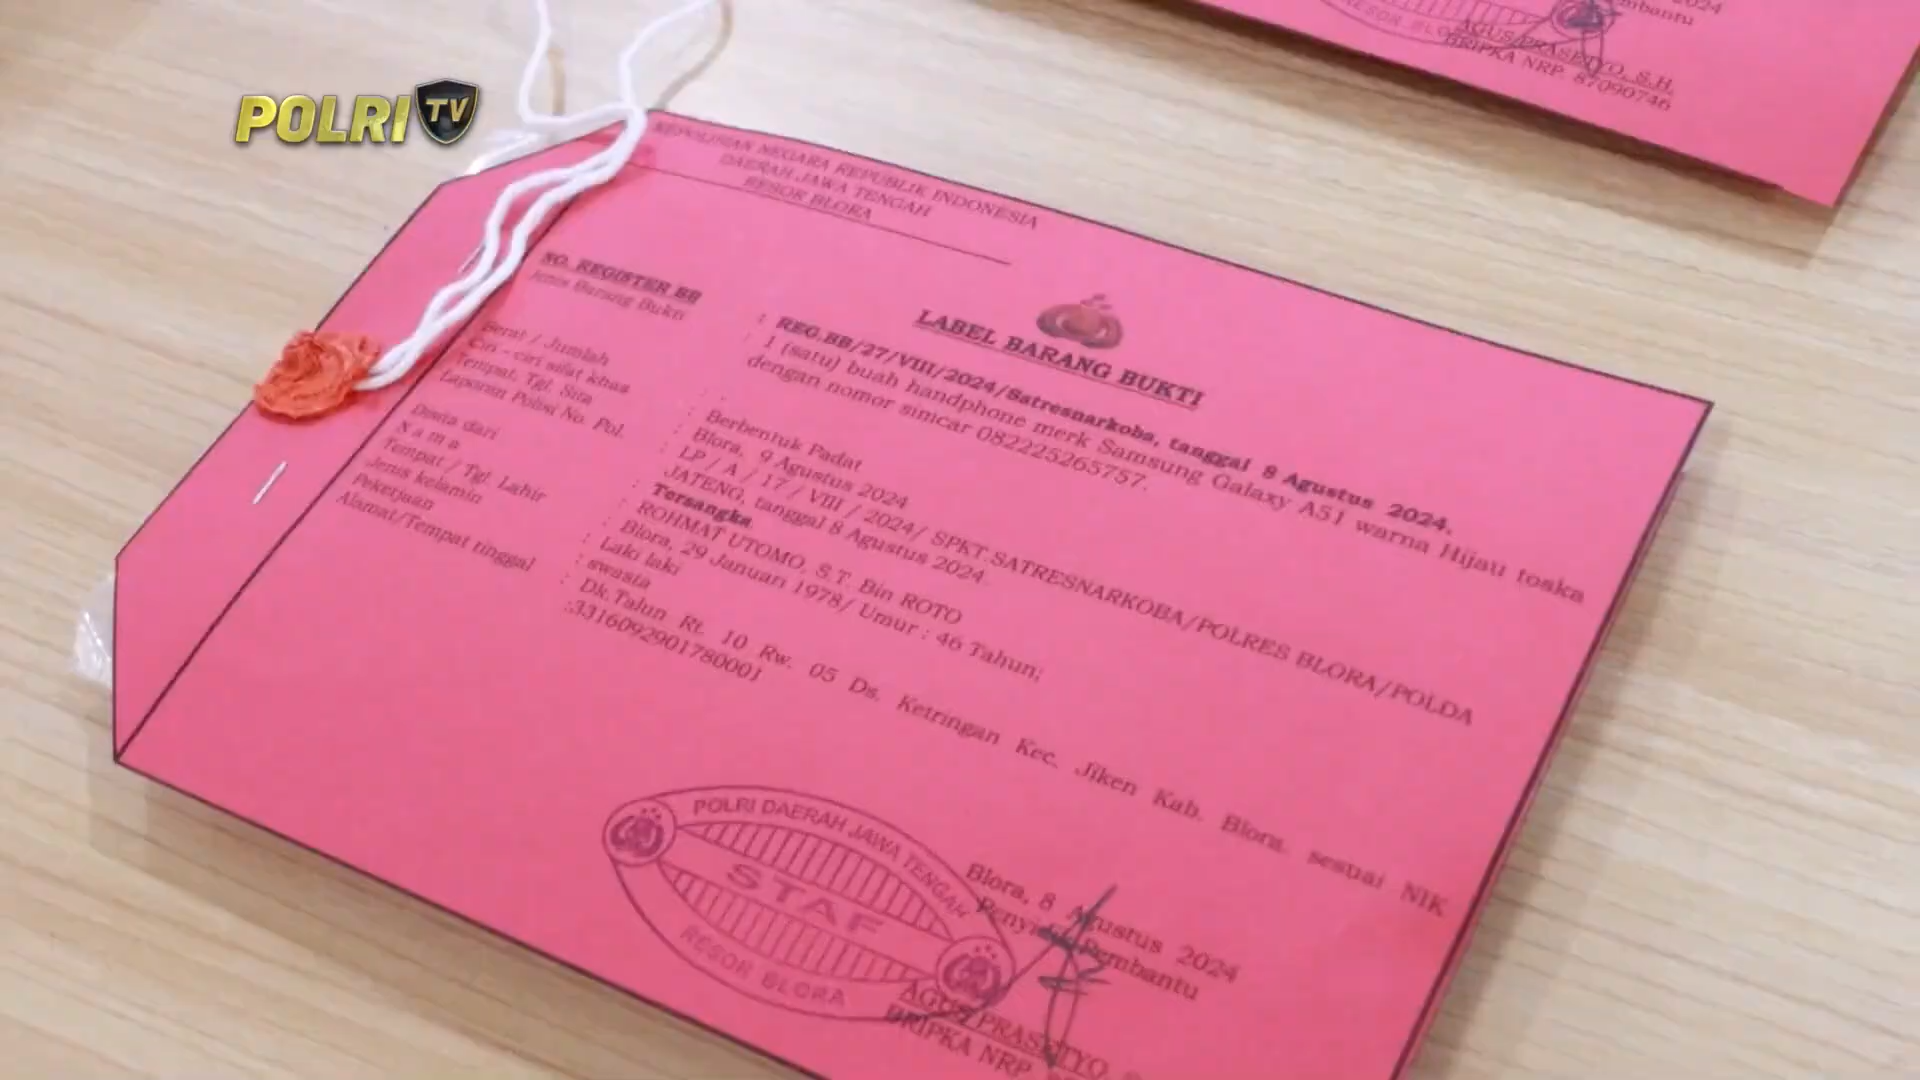 POLRI TV
mbantu
AGUS PRASETYO, S.H.
BRIPKA NRP 87090746
KEPOLISIAN NEGARA REPUBLIK INDONESIA
DAERAH JAWA TENGAH
RESOR BLORA
LABEL BARANG BUKTI
NO. REGISTER BB : REG.BB/27/VIII/2024/Satresnarkoba, tanggal 8 Agustus 2024.
Jenis Barang Bukti : 1 (satu) buah handphone merk Samsung Galaxy A51 warna Hijau toska
dengan nomor simcar 082225265757.
Berat / Jumlah :
Ciri - ciri sifat khas : Berbentuk Padat
Tempat, Tgl. Sita : Blora, 9 Agustus 2024
Laporan Polisi No. Pol. : LP / A / 17 / VIII / 2024/ SPKT.SATRESNARKOBA/POLRES BLORA/POLDA
JATENG, tanggal 8 Agustus 2024.
Disita dari : Tersangka
N a m a : ROHMAT UTOMO, S.T. Bin ROTO
Tempat / Tgl. Lahir : Blora, 29 Januari 1978/ Umur : 46 Tahun;
Jenis kelamin : Laki laki
Pekerjaan : swasta
Alamat/Tempat tinggal : Dk.Talun Rt. 10 Rw. 05 Ds. Ketringan Kec. Jiken Kab. Blora. sesuai NIK
:3316092901780001
POLRI DAERAH JAWA TENGAH
STAF
RESOR BLORA
Blora, 8 Agustus 2024
Penyidik Pembantu
AGUS PRASETYO
BRIPKA NRP